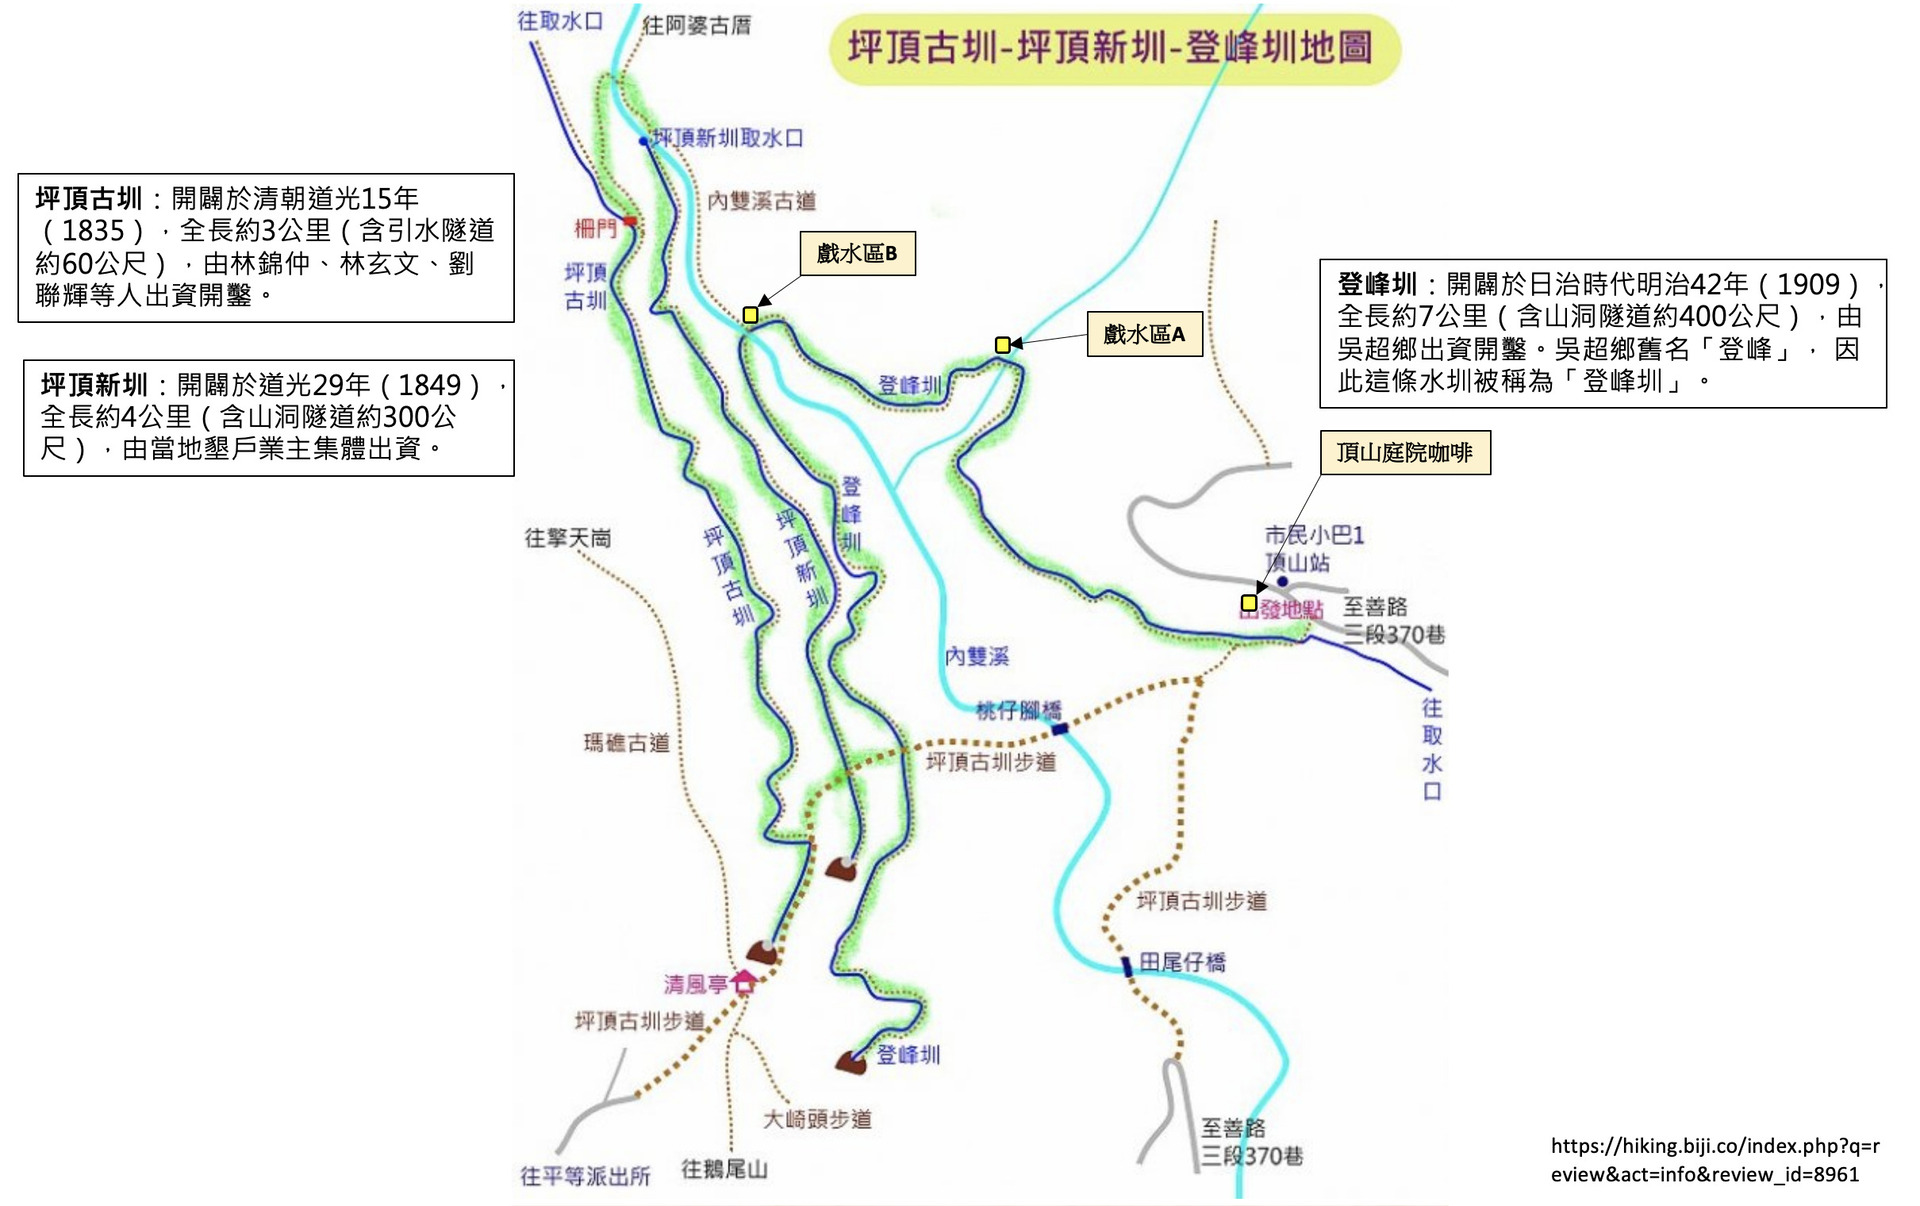 往取水口
往阿婆古厝
坪頂古圳-坪頂新圳-登峰圳地圖
坪頂新圳取水口
坪頂古圳：開闢於清朝道光15年
（1835），全長約3公里（含引水隧道
約60公尺），由林錦仲、林玄文、劉
聯輝等人出資開鑿。
內雙溪古道
柵門
坪頂
古圳
戲水區B
戲水區A
登峰圳：開闢於日治時代明治42年（1909），
全長約7公里（含山洞隧道約400公尺），由
吳超鄉出資開鑿。吳超鄉舊名「登峰」，因
此這條水圳被稱為「登峰圳」。
坪頂新圳：開闢於道光29年（1849），
全長約4公里（含山洞隧道約300公
尺），由當地墾戶業主集體出資。
登峰圳
頂山庭院咖啡
登峰圳
坪頂新圳
坪頂古圳
往擎天崗
市民小巴1
頂山站
出發地點
至善路
三段370巷
內雙溪
桃仔腳橋
往取水口
瑪礁古道
坪頂古圳步道
坪頂古圳步道
田尾仔橋
清風亭
坪頂古圳步道
登峰圳
大崎頭步道
至善路
三段370巷
往平等派出所
往鵝尾山
https://hiking.biji.co/index.php?q=r
eview&act=info&review_id=8961